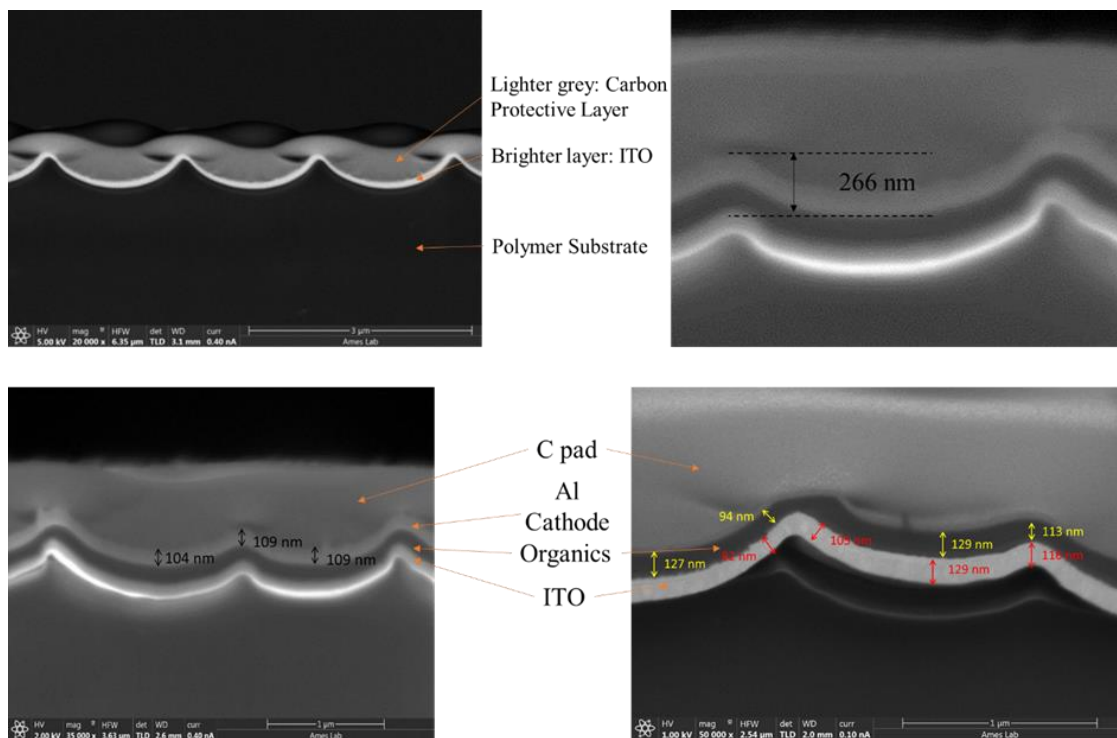 Lighter grey: Carbon
Protective Layer
Brighter layer: ITO
Polymer Substrate
266 nm
HV mag HFW det WD curr 3 µm
5.00 kV 20 000 x 6.35 µm TLD 3.1 mm 0.40 nA Ames Lab
C pad
Al
Cathode
Organics
ITO
104 nm
109 nm
109 nm
HV mag HFW det WD curr 1 µm
2.00 kV 35 000 x 3.63 µm TLD 2.6 mm 0.40 nA Ames Lab
94 nm
105 nm
127 nm
129 nm
113 nm
129 nm
HV mag HFW det WD curr 1 µm
1.00 kV 50 000 x 2.54 µm TLD 2.0 mm 0.10 nA Ames Lab